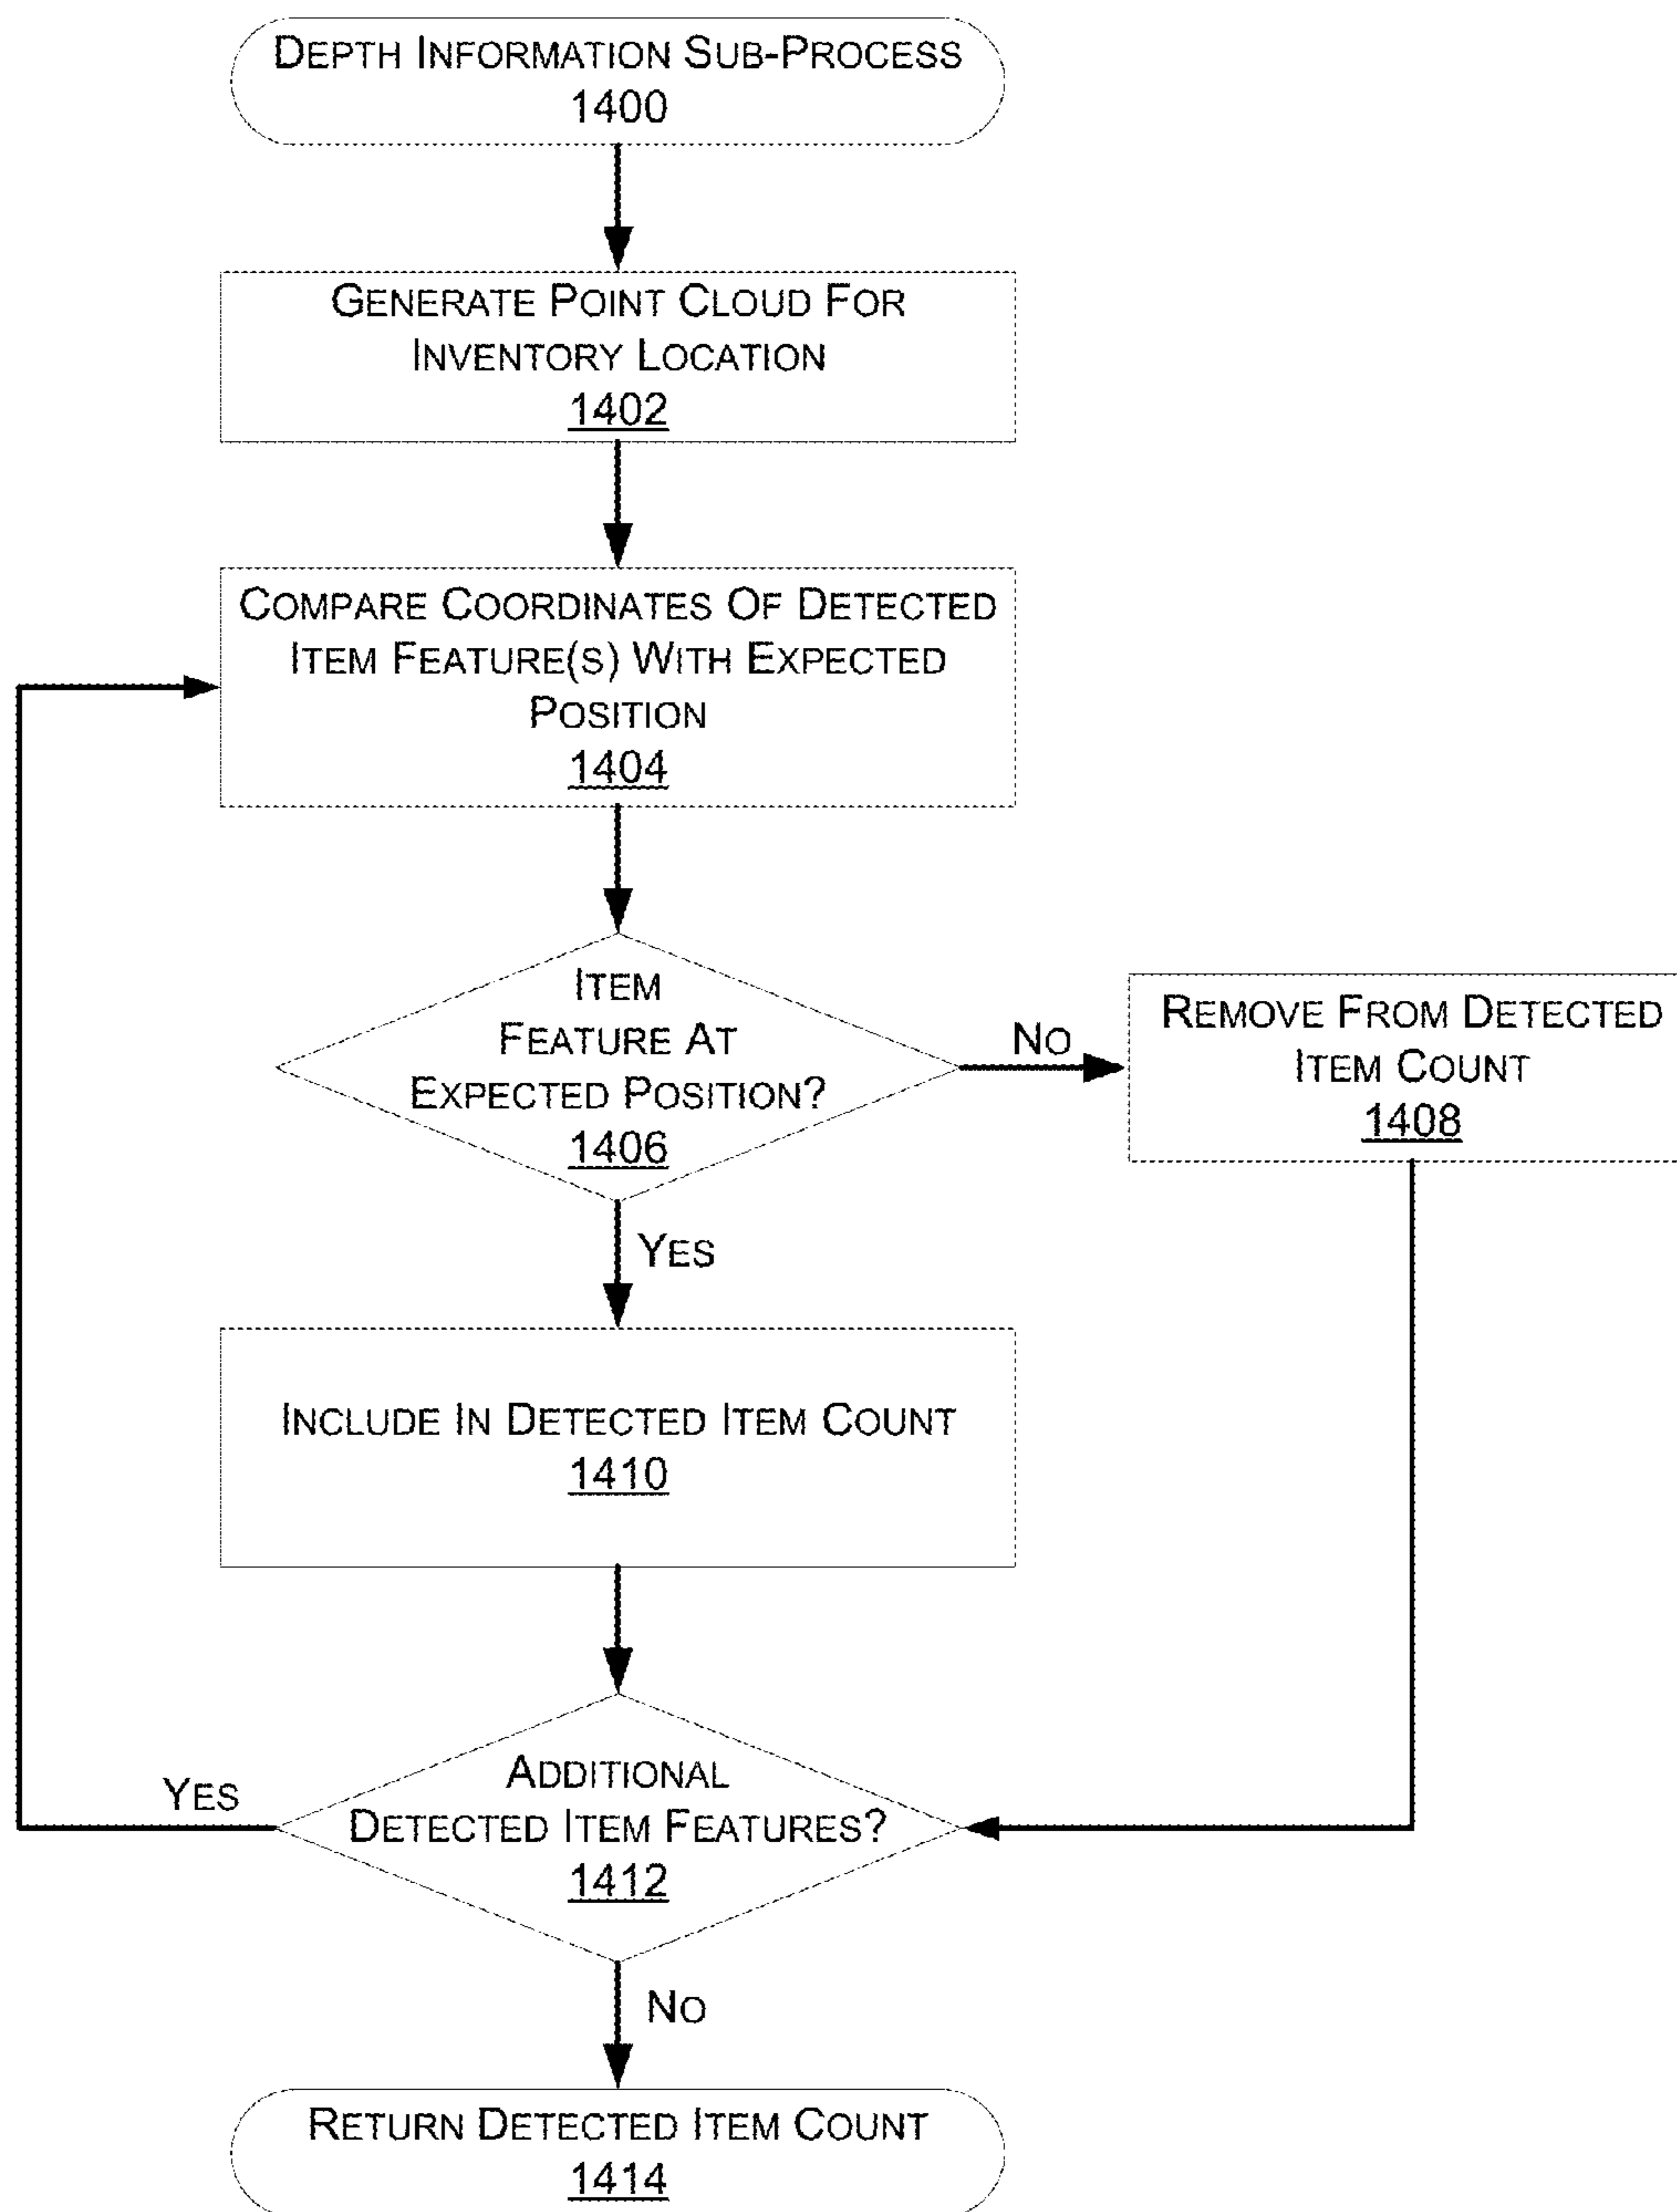 DEPTH INFORMATION SUB-PROCESS
1400
GENERATE POINT CLOUD FOR
INVENTORY LOCATION
1402
COMPARE COORDINATES OF DETECTED
ITEM FEATURE(S) WITH EXPECTED
POSITION
1404
ITEM
FEATURE AT
EXPECTED POSITION?
1406
NO
REMOVE FROM DETECTED
ITEM COUNT
1408
YES
INCLUDE IN DETECTED ITEM COUNT
1410
ADDITIONAL
DETECTED ITEM FEATURES?
1412
YES
NO
RETURN DETECTED ITEM COUNT
1414